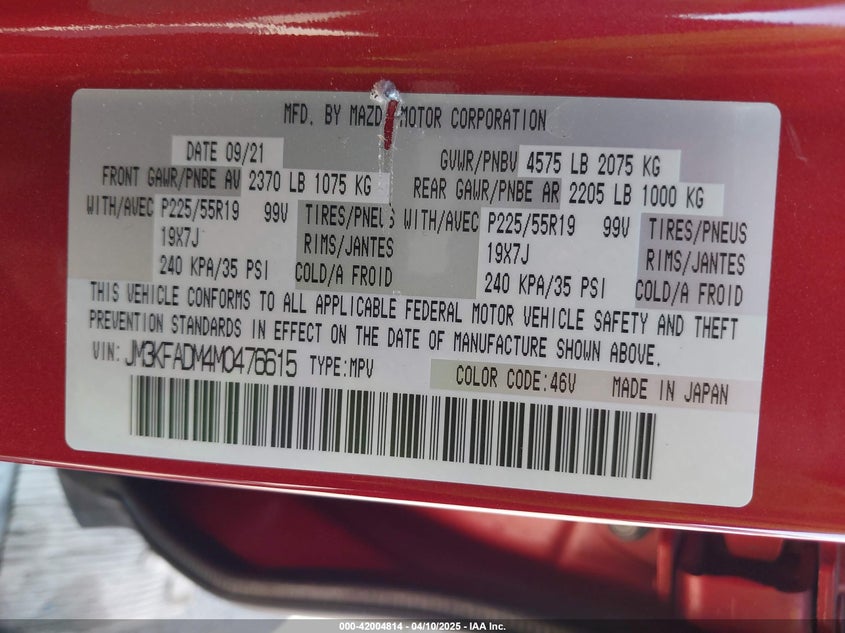 MFD. BY MAZD MOTOR CORPORATION
DATE 09/21 GVWR/PNBV 4575 LB 2075 KG
FRONT GAWR/PNBE AV 2370 LB 1075 KG REAR GAWR/PNBE AR 2205 LB 1000 KG
WITH/AVEC P225/55R19 99V TIRES/PNEUS WITH/AVEC P225/55R19 99V TIRES/PNEUS
19X7J RIMS/JANTES 19X7J RIMS/JANTES
240 KPA/35 PSI COLD/A FROID 240 KPA/35 PSI COLD/A FROID
THIS VEHICLE CONFORMS TO ALL APPLICABLE FEDERAL MOTOR VEHICLE SAFETY AND THEFT
PREVENTION STANDARDS IN EFFECT ON THE DATE OF MANUFACTURE SHOWN ABOVE.
VIN: JM3KFADM4M0476615 TYPE:MPV COLOR CODE:46V MADE IN JAPAN
000-42004814 - 04/10/2025 - IAA Inc.